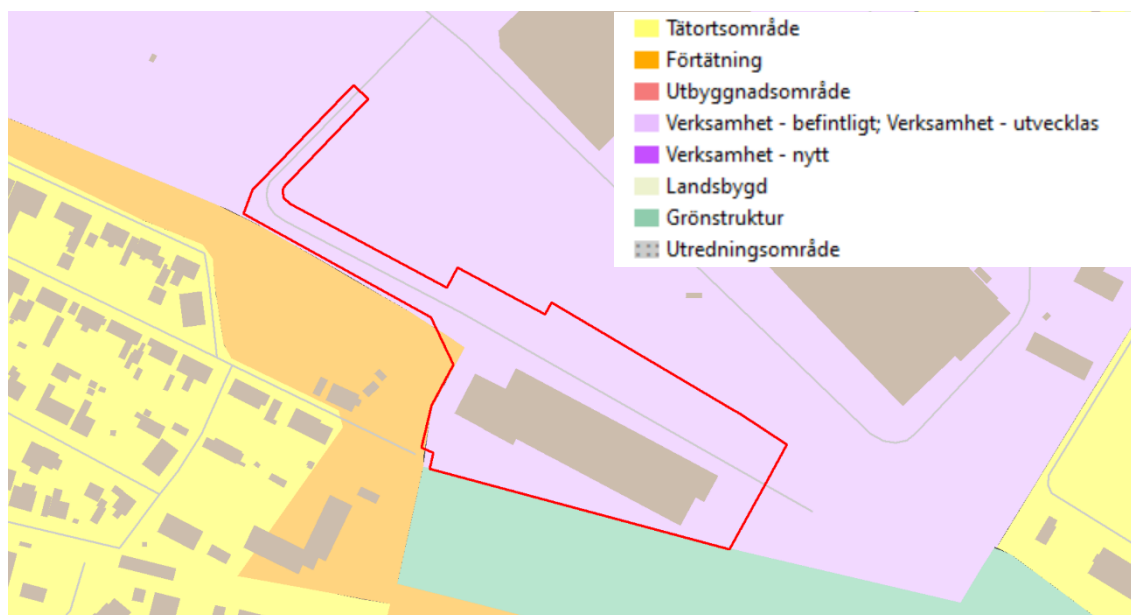 Tätortsområde
Förtätning
Utbyggnadsområde
Verksamhet - befintligt; Verksamhet - utvecklas
Verksamhet - nytt
Landsbygd
Grönstruktur
Utredningsområde